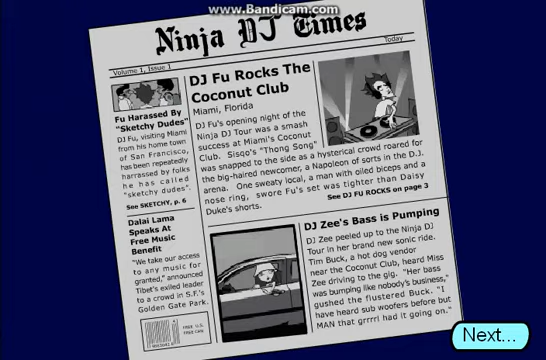 www.Bandicam.com
Ninja DJ Times
Volume 1, Issue 1
Today
Fu Harassed By
"Sketchy Dudes"
DJ Fu, visiting Miami
from his home town
of San Francisco,
has been repeatedly
harrassed by folks
he has called
"sketchy dudes".
See SKETCHY, p. 6
Dalai Lama
Speaks At
Free Music
Benefit
"We take our access
to any music for
granted," announced
Tibet's exiled leader
to a crowd in S.F.'s
Golden Gate Park.
FREE U.S.
FREE CAN.
DJ Fu Rocks The
Coconut Club
Miami, Florida
DJ Fu's opening night of the
Ninja DJ Tour was a smash
success at Miami's Coconut
Club. Sisqo's "Thong Song"
was snapped to the side as a hysterical crowd roared for
the big-haired newcomer, a Napoleon of sorts in the D.J.
arena. One sweaty local, a man with oiled biceps and a
nose ring, swore Fu's set was tighter than Daisy
Duke's shorts.
See DJ FU ROCKS on page 3
DJ Zee's Bass is Pumping
DJ Zee peeled up to the Ninja DJ
Tour in her brand new sonic ride.
Tim Buck, a hot dog vendor
near the Coconut Club, heard Miss
Zee driving to the gig. "Her bass
was bumping like nobody's business,"
gushed the flustered Buck. "I
have heard sub woofers before but
MAN that grrrrl had it going on."
Next...